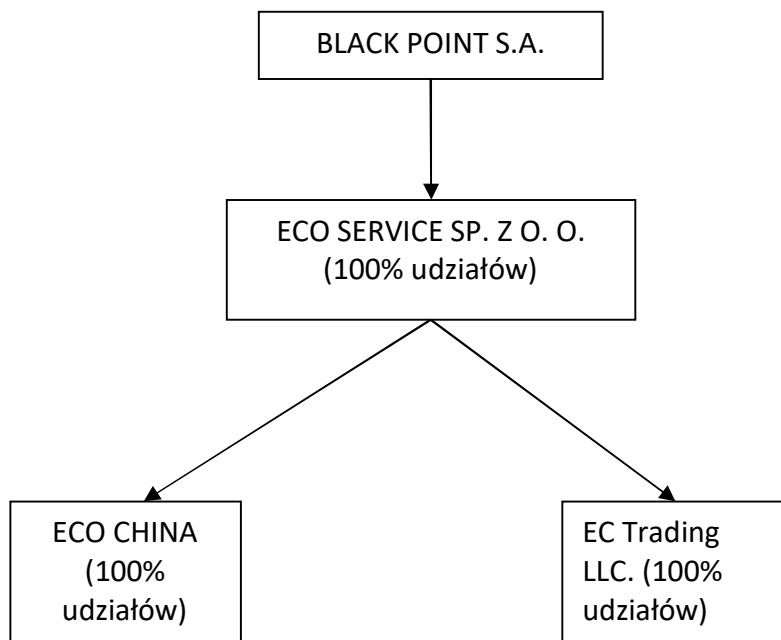 BLACK POINT S.A.
ECO SERVICE SP. Z O. O.
(100% udziałów)
ECO CHINA
(100%
udziałów)
EC Trading
LLC. (100%
udziałów)